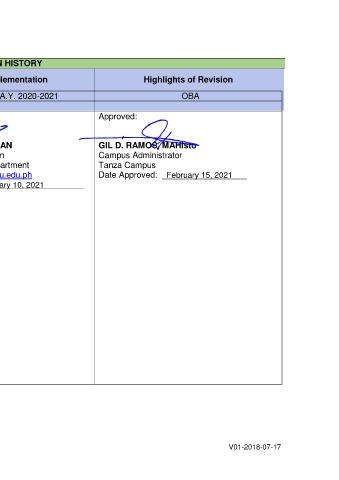 N HISTORY
lementation Highlights of Revision
A.Y. 2020-2021 OBA
Approved:
AN GIL D. RAMOS, MAHisto
n Campus Administrator
artment Tanza Campus
u.edu.ph Date Approved: February 15, 2021
ary 10, 2021
V01-2018-07-17